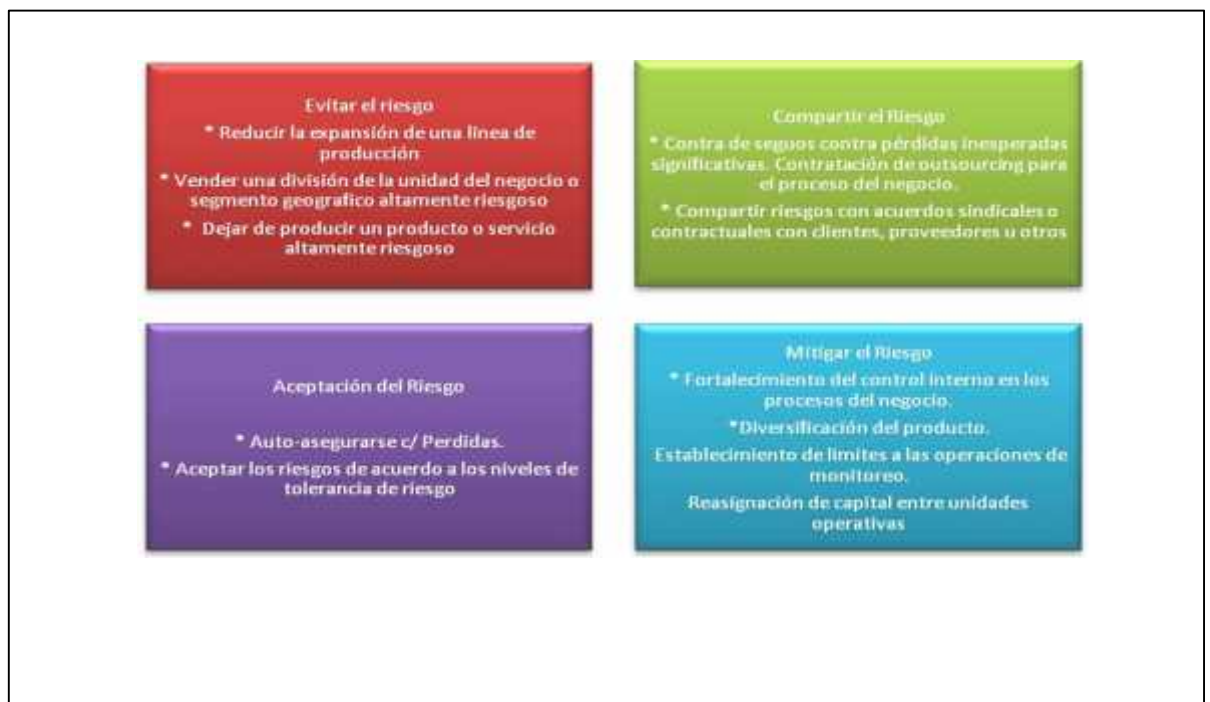 Evitar el riesgo
* Reducir la expansión de una línea de
producción
* Vender una división de la unidad del negocio o
segmento geografico altamente riesgoso
* Dejar de producir un producto o servicio
altamente riesgoso
Compartir el Riesgo
* Contra de seguos contra pérdidas inesperadas
significativas. Contratación de outsourcing para
el proceso del negocio.
* Compartir riesgos con acuerdos sindicales o
contractuales con clientes, proveedores u otros
Aceptación del Riesgo
* Auto-asegurarse c/ Perdidas.
* Aceptar los riesgos de acuerdo a los niveles de
tolerancia de riesgo
Mitigar el Riesgo
* Fortalecimiento del control interno en los
procesos del negocio.
*Diversificación del producto.
Establecimiento de limites a las operaciones de
monitoreo.
Reasignación de capital entre unidades
operativas